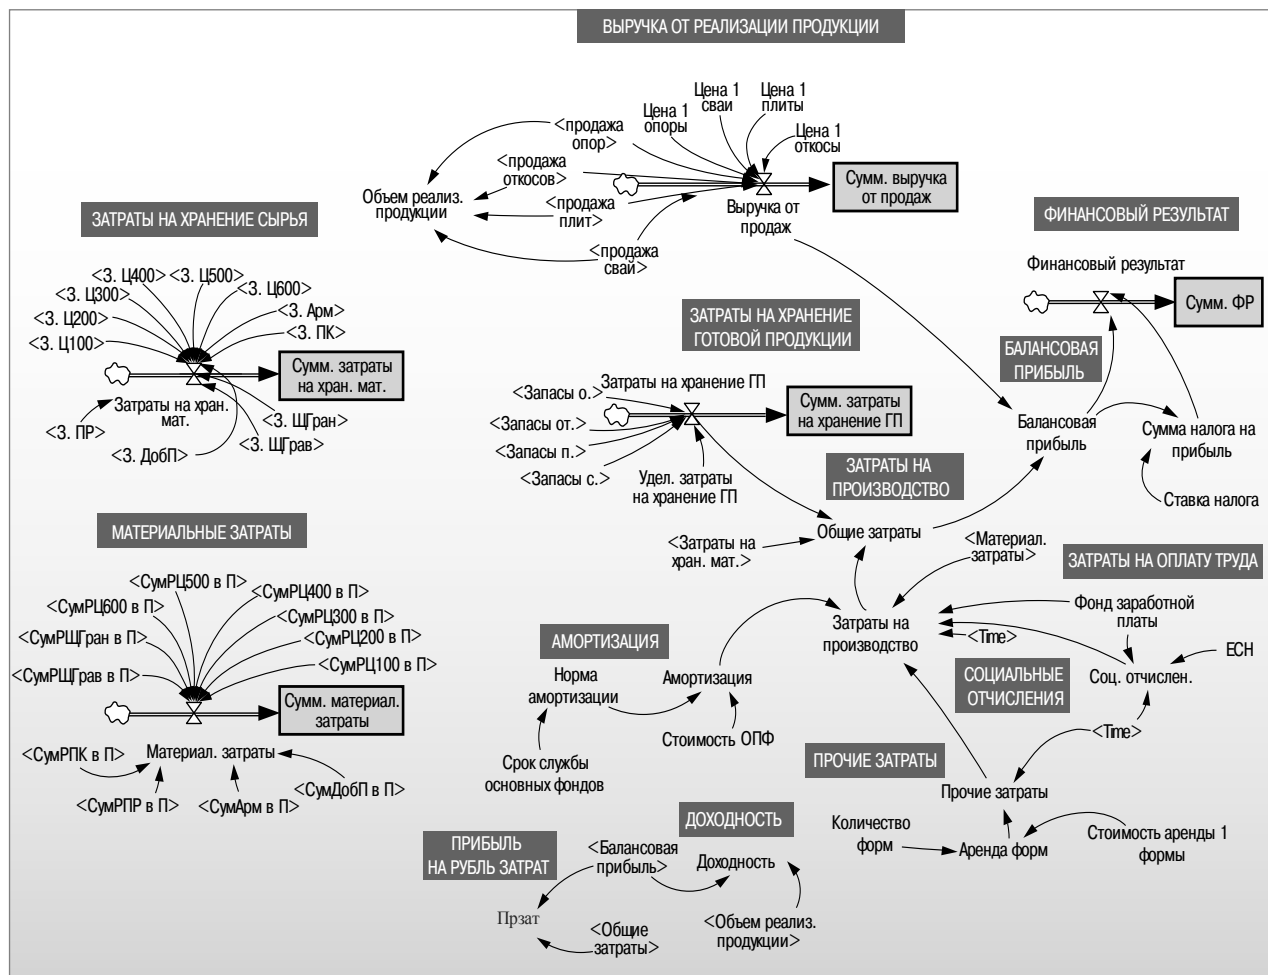 ВЫРУЧКА ОТ РЕАЛИЗАЦИИ ПРОДУКЦИИ
Цена 1
опоры
Цена 1
сваи
Цена 1
плиты
Цена 1
откосы
<продажа
опор>
<продажа
откосов>
<продажа
плит>
<продажа
свай>
Объем реализ.
продукции
Выручка от
продаж
Сумм. выручка
от продаж
ЗАТРАТЫ НА ХРАНЕНИЕ СЫРЬЯ
<З. Ц400>
<З. Ц500>
<З. Ц300>
<З. Ц600>
<З. Ц200>
<З. Арм>
<З. Ц100>
<З. ПК>
Сумм. затраты
на хран. мат.
Затраты на хран.
мат.
<З. ПР>
<З. ДобП>
<З. ЩГран>
<З. ЩГрав>
ФИНАНСОВЫЙ РЕЗУЛЬТАТ
Финансовый результат
Сумм. ФР
БАЛАНСОВАЯ
ПРИБЫЛЬ
Балансовая
прибыль
Сумма налога на
прибыль
Ставка налога
ЗАТРАТЫ НА ХРАНЕНИЕ
ГОТОВОЙ ПРОДУКЦИИ
Затраты на хранение ГП
<Запасы о.>
<Запасы от.>
<Запасы п.>
<Запасы с.>
Сумм. затраты
на хранение ГП
Удел. затраты
на хранение ГП
ЗАТРАТЫ НА
ПРОИЗВОДСТВО
Общие затраты
<Затраты на
хран. мат.>
<Материал.
затраты>
Затраты на
производство
МАТЕРИАЛЬНЫЕ ЗАТРАТЫ
<СумРЦ500 в П>
<СумРЦ400 в П>
<СумРЦ600 в П>
<СумРЦ300 в П>
<СумРЩГран в П>
<СумРЦ200 в П>
<СумРЩГрав в П>
<СумРЦ100 в П>
Сумм. материал.
затраты
Материал. затраты
<СумРПК в П>
<СумРПР в П>
<СумАрм в П>
<СумДобП в П>
ЗАТРАТЫ НА ОПЛАТУ ТРУДА
Фонд заработной
платы
<Time>
ЕСН
СОЦИАЛЬНЫЕ
ОТЧИСЛЕНИЯ
Соц. отчислен.
<Time>
АМОРТИЗАЦИЯ
Норма
амортизации
Амортизация
Стоимость ОПФ
Срок службы
основных фондов
ПРОЧИЕ ЗАТРАТЫ
Прочие затраты
Количество
форм
Аренда форм
Стоимость аренды 1
формы
ПРИБЫЛЬ
НА РУБЛЬ ЗАТРАТ
<Балансовая
прибыль>
Прзат
<Общие
затраты>
ДОХОДНОСТЬ
Доходность
<Объем реализ.
продукции>